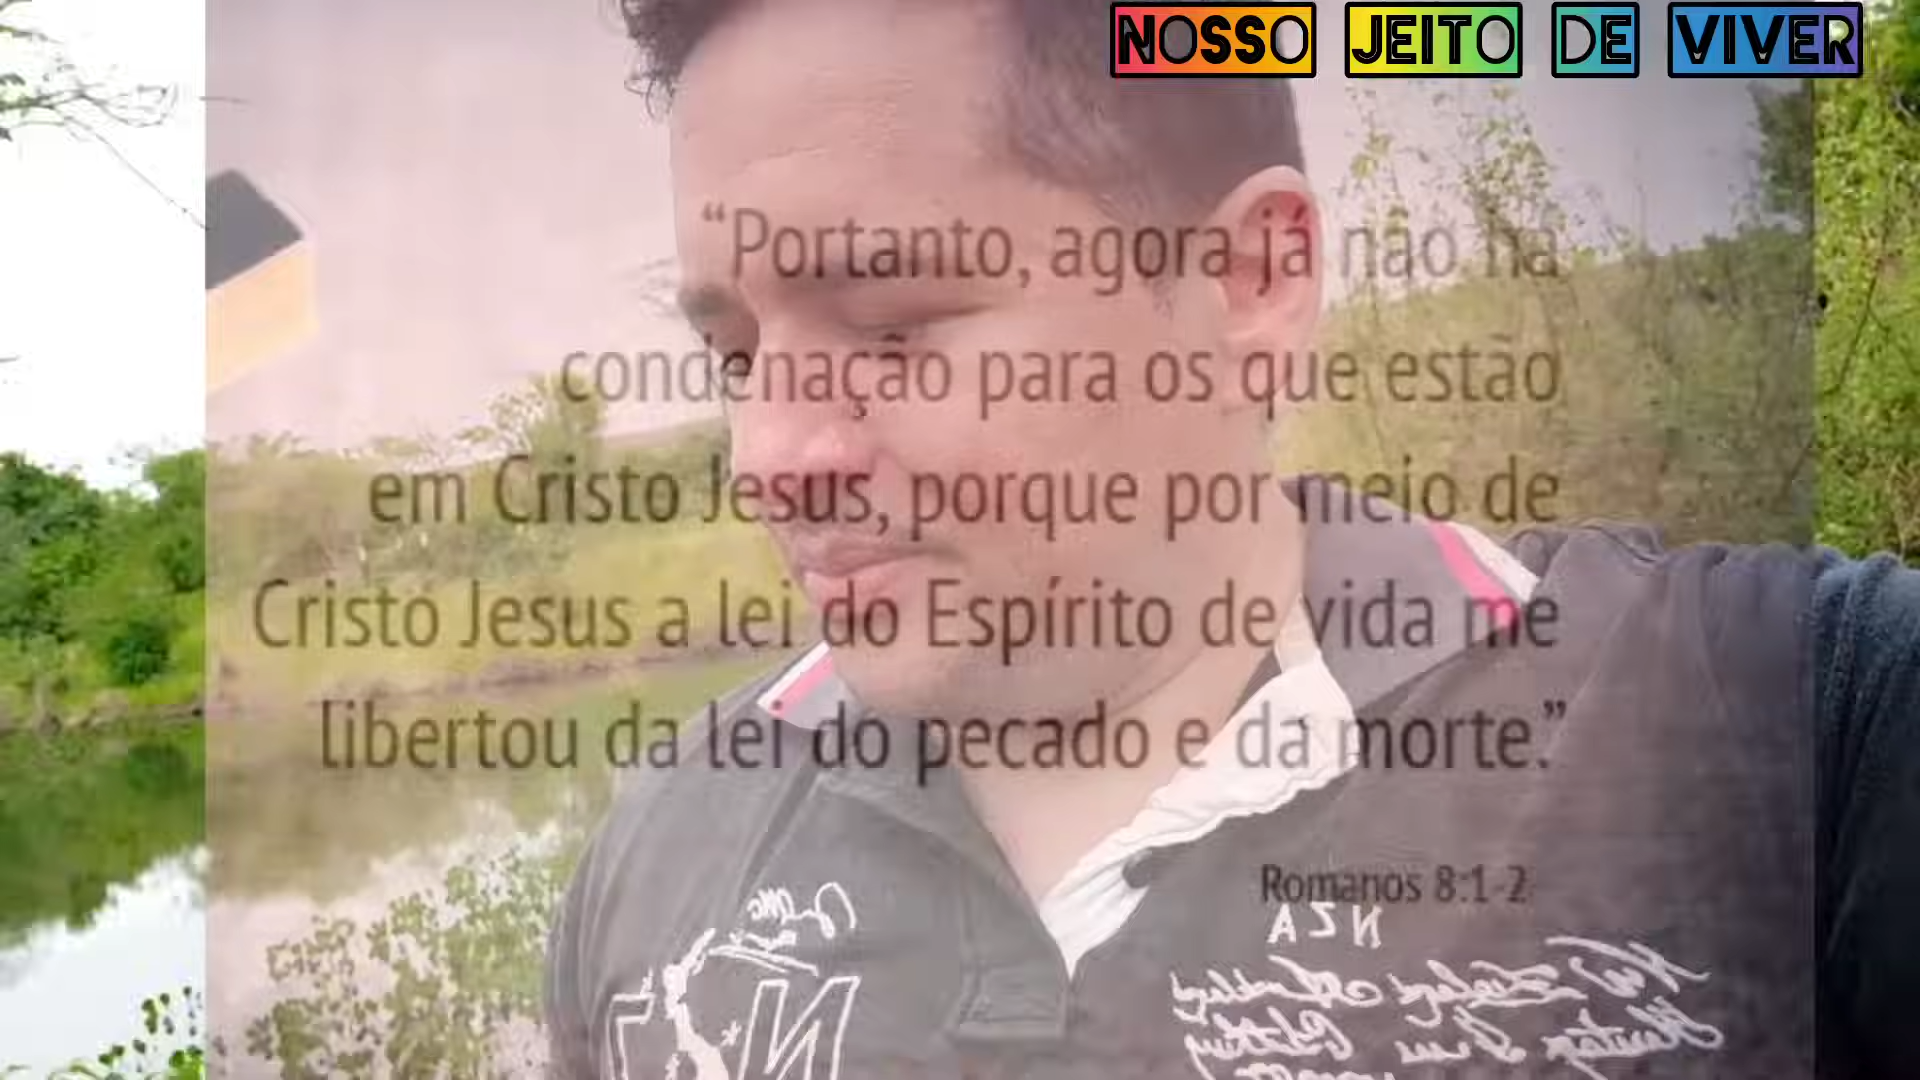 NOSSO JEITO DE VIVER
“Portanto, agora já não há
condenação para os que estão
em Cristo Jesus, porque por meio de
Cristo Jesus a lei do Espírito de vida me
libertou da lei do pecado e da morte.”
Romanos 8:1-2